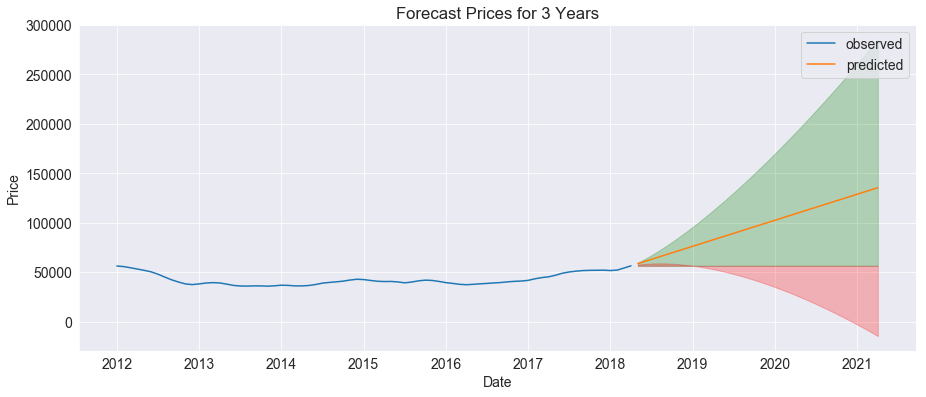 Forecast Prices for 3 Years
observed
predicted
Price
300000
250000
200000
150000
100000
50000
0
2012 2013 2014 2015 2016 2017 2018 2019 2020 2021
Date